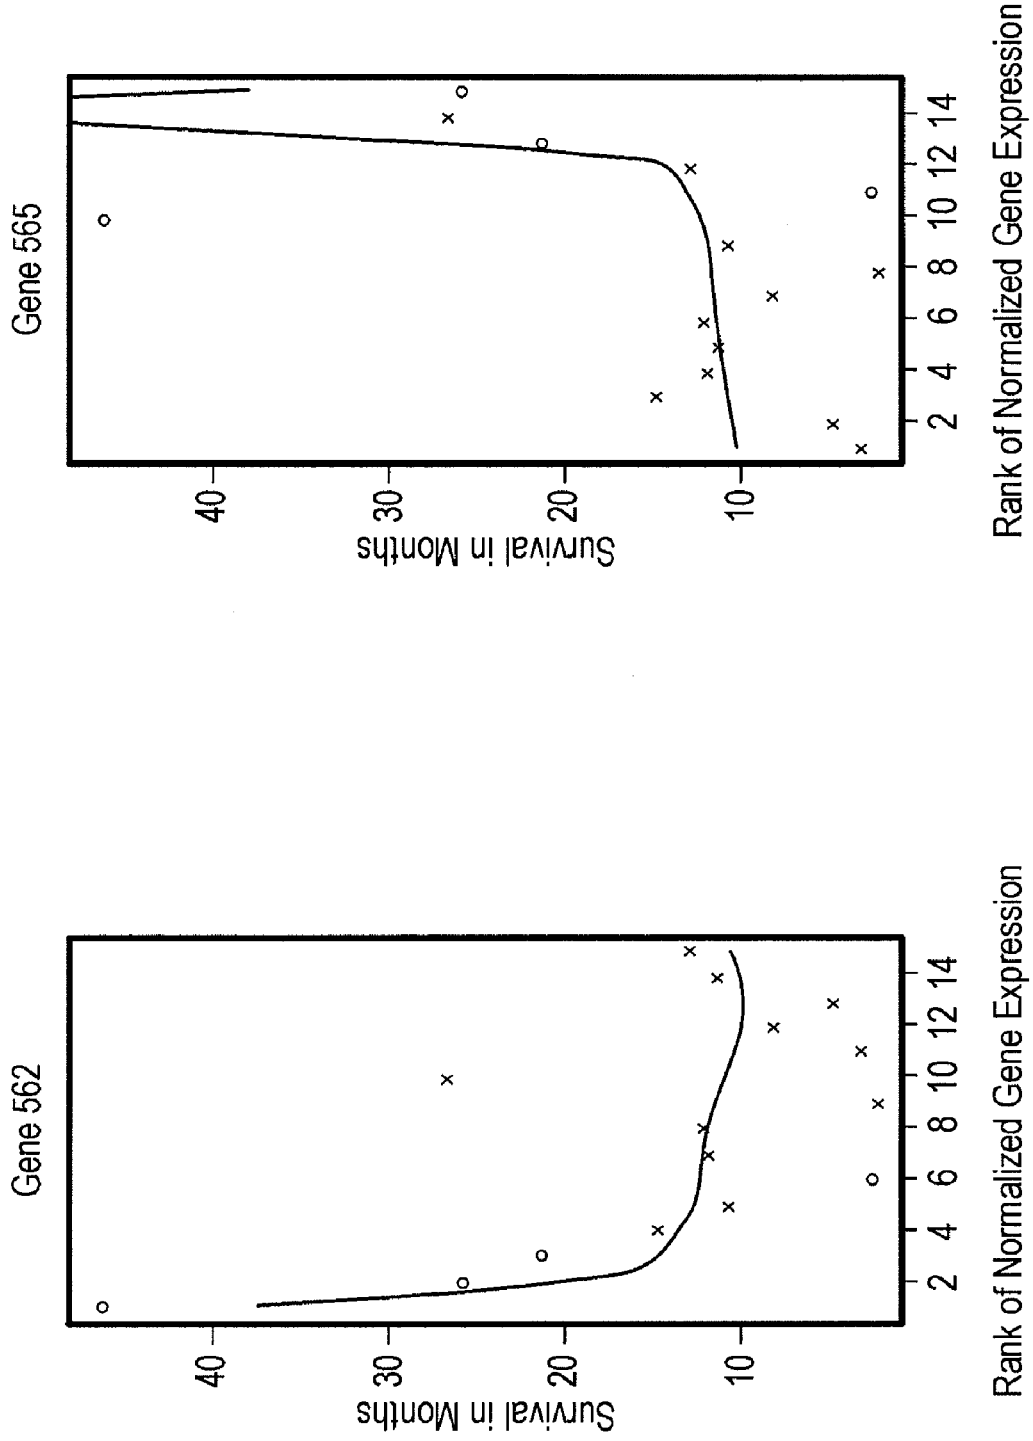 Gene 562
Survival in Months
40
30
20
10
2 4 6 8 10 12 14
Rank of Normalized Gene Expression
Gene 565
Survival in Months
40
30
20
10
2 4 6 8 10 12 14
Rank of Normalized Gene Expression